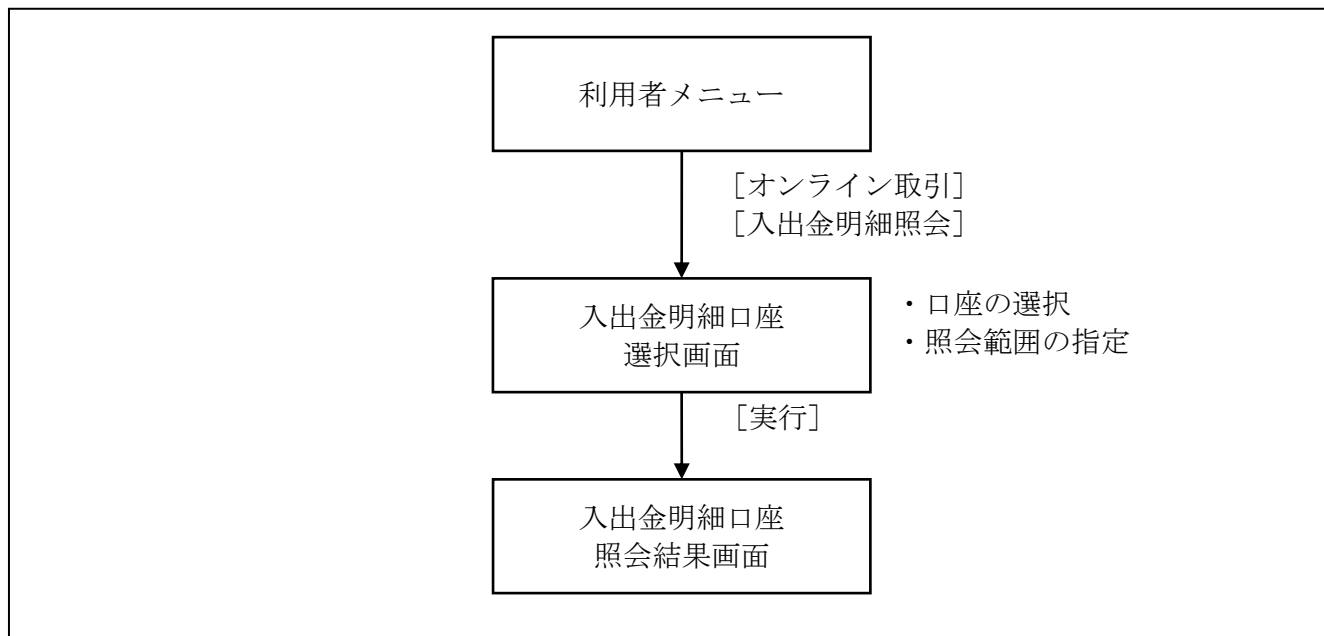 利用者メニュー
［オンライン取引］
［入出金明細照会］
入出金明細口座
選択画面
・口座の選択
・照会範囲の指定
［実行］
入出金明細口座
照会結果画面